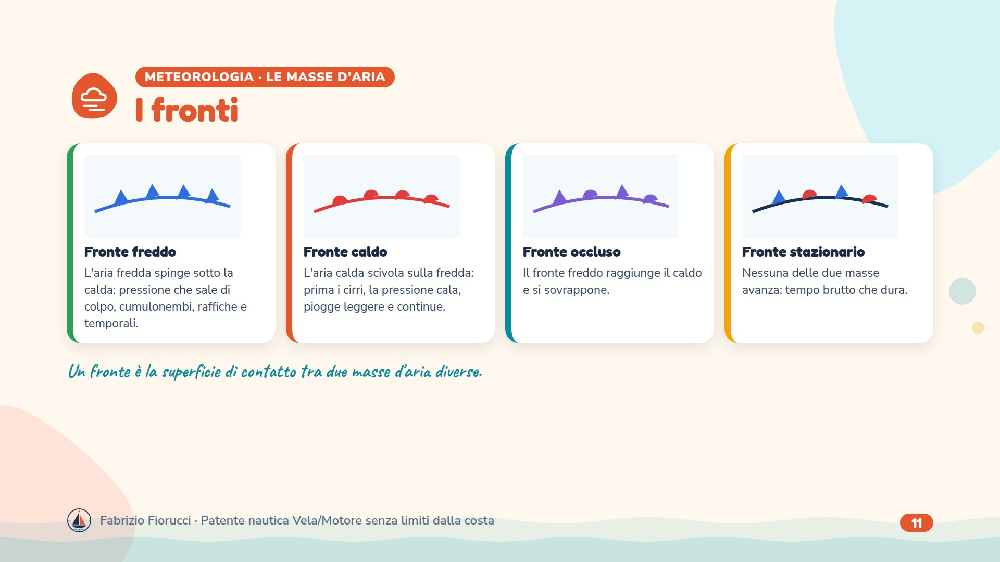 METEOROLOGIA · LE MASSE D'ARIA
I fronti
Fronte freddo
L'aria fredda spinge sotto la
calda: pressione che sale di
colpo, cumulonembi, raffiche e
temporali.
Fronte caldo
L'aria calda scivola sulla fredda:
prima i cirri, la pressione cala,
piogge leggere e continue.
Fronte occluso
Il fronte freddo raggiunge il caldo
e si sovrappone.
Fronte stazionario
Nessuna delle due masse
avanza: tempo brutto che dura.
Un fronte è la superficie di contatto tra due masse d'aria diverse.
Fabrizio Fiorucci · Patente nautica Vela/Motore senza limiti dalla costa
11